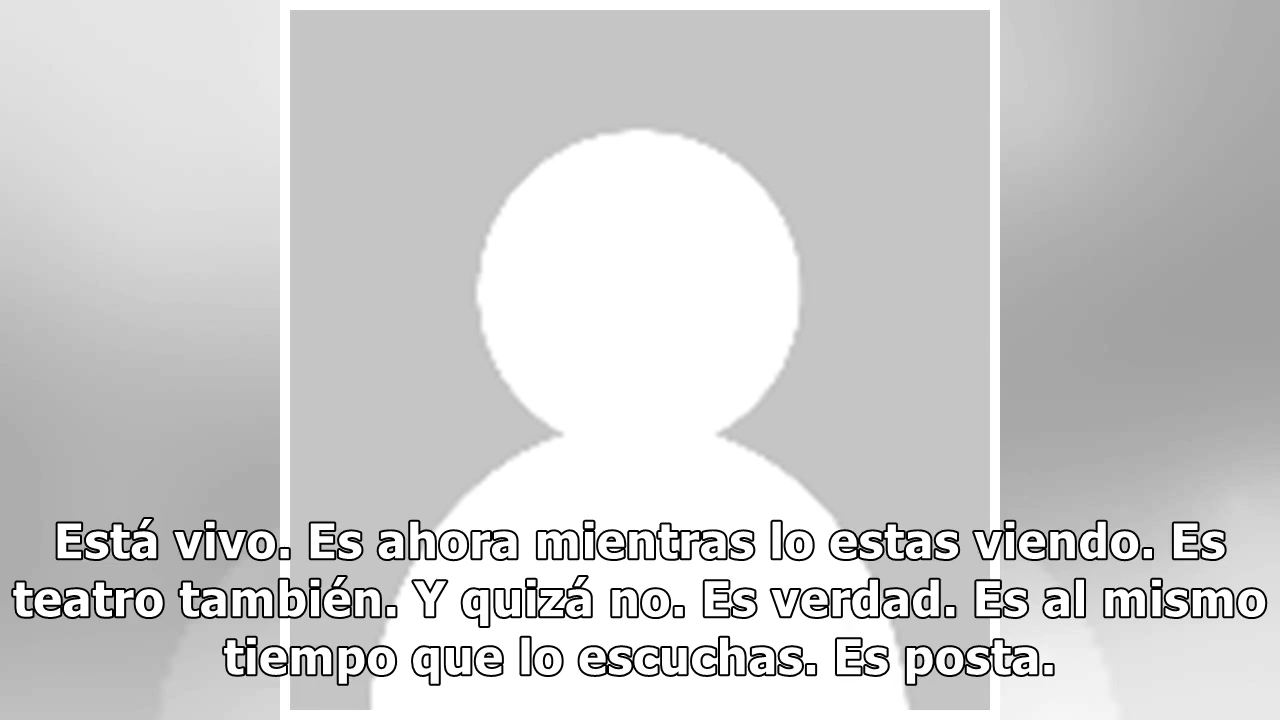 Está vivo. Es ahora mientras lo estas viendo. Es
teatro también. Y quizá no. Es verdad. Es al mismo
tiempo que lo escuchas. Es posta.